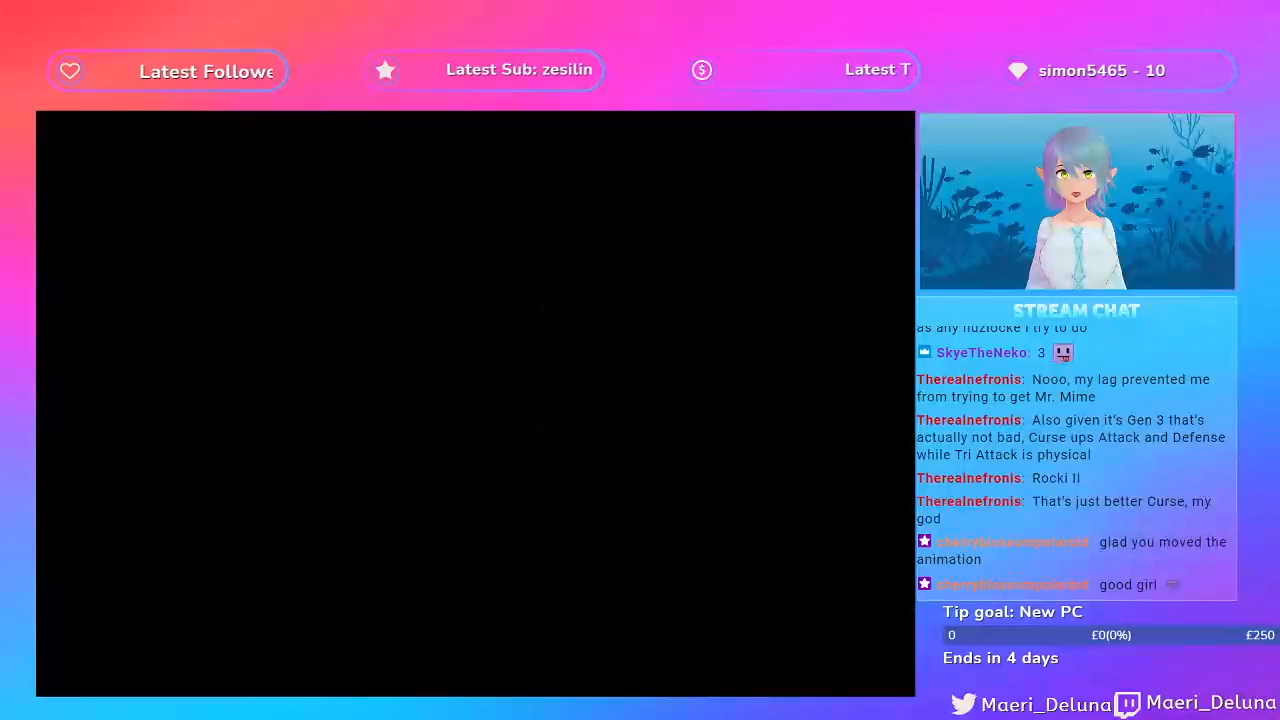 Latest Followe
Latest Sub: zesilin
Latest T
simon5465 - 10
STREAM CHAT
as any nuzlocke I try to do
SkyeTheNeko: 3
Therealnefronis: Nooo, my lag prevented me
from trying to get Mr. Mime
Therealnefronis: Also given it's Gen 3 that's
actually not bad, Curse ups Attack and Defense
while Tri Attack is physical
Therealnefronis: Rocki II
Therealnefronis: That's just better Curse, my
god
glad you moved the
animation
good girl
Tip goal: New PC
0 £0(0%) £250
Ends in 4 days
Maeri_Deluna
Maeri_Deluna